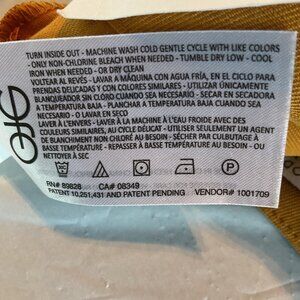 TURN INSIDE OUT - MACHINE WASH COLD GENTLE CYCLE WITH LIKE COLORS
- ONLY NON-CHLORINE BLEACH WHEN NEEDED - TUMBLE DRY LOW - COOL
IRON WHEN NEEDED - OR DRY CLEAN
LAVAR AL REVÉS - LAVAR A MÁQUINA CON AGUA FRÍA, EN EL CICLO PARA
PRENDAS DELICADAS Y CON COLORES SIMILARES - UTILIZAR ÚNICAMENTE
BLANQUEADOR SIN CLORO CUANDO SEA NECESARIO - SECAR EN SECADORA
A TEMPERATURA BAJA - PLANCHAR A TEMPERATURA BAJA CUANDO SEA
NECESARIO - O LAVAR EN SECO
LAVER À L'ENVERS - LAVER À LA MACHINE À L'EAU FROIDE AVEC DES
COULEURS SIMILAIRES, AU CYCLE DÉLICAT - UTILISER SEULEMENT UN AGENT
DE BLANCHIMENT NON CHLORÉ AU BESOIN - SÉCHER PAR CULBUTAGE À
BASSE TEMPÉRATURE - REPASSER À BASSE TEMPÉRATURE AU BESOIN - OU
NETTOYER À SEC
RN# 89828 CA# 08349
PATENT 10,251,431 AND PATENT PENDING VENDOR# 1001709